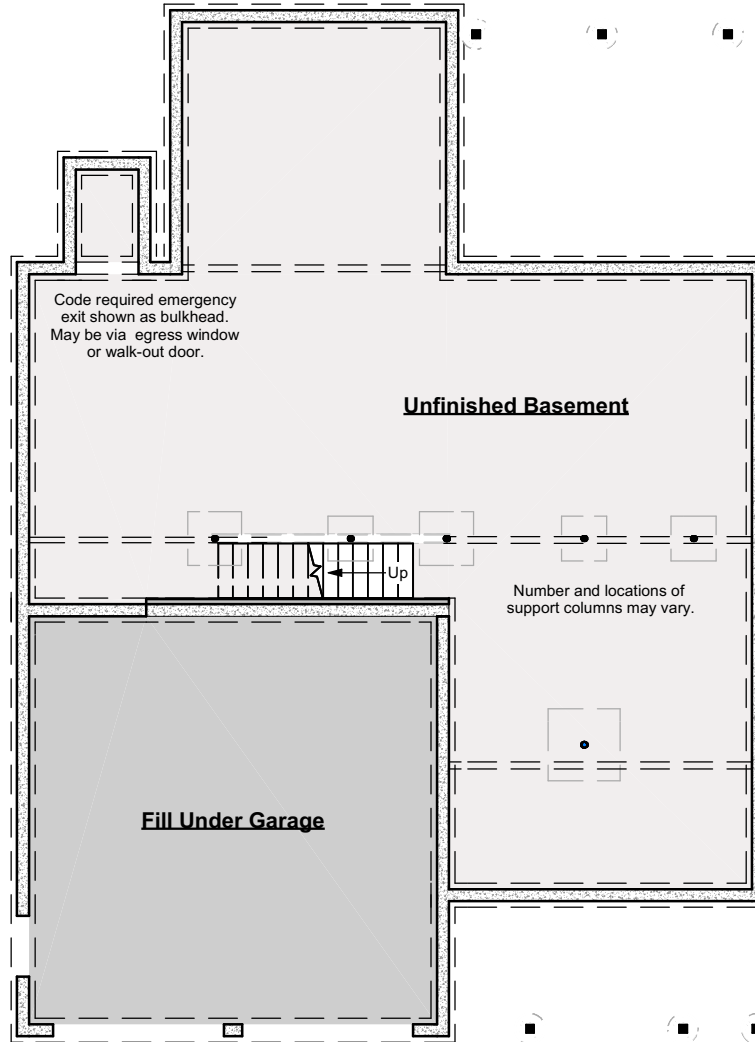 Code required emergency
exit shown as bulkhead.
May be via egress window
or walk-out door.
Unfinished Basement
Up
Number and locations of
support columns may vary.
Fill Under Garage